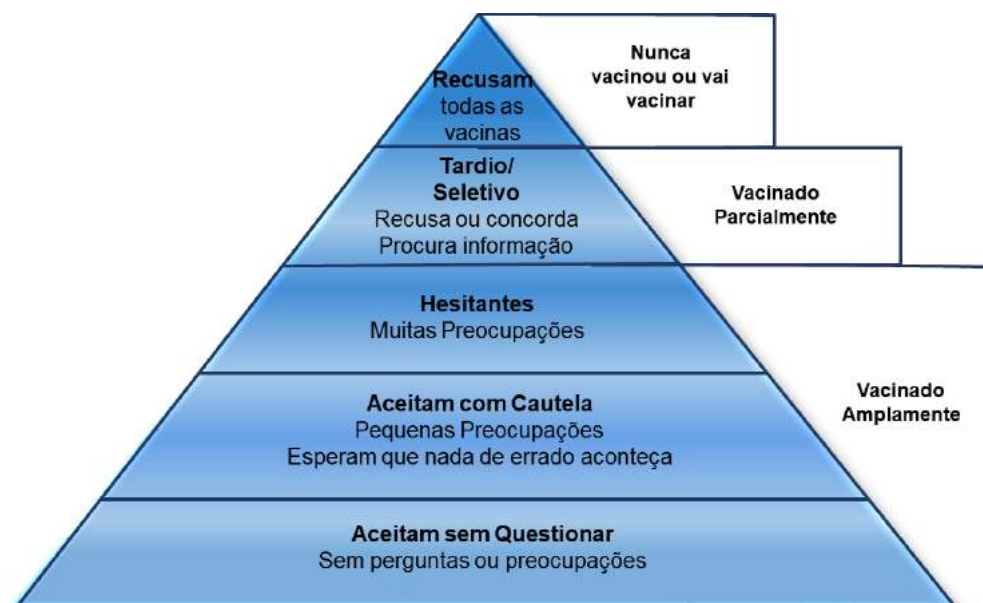 Recusam
todas as
vacinas
Nunca
vacinou ou vai
vacinar
Tardio/
Seletivo
Recusa ou concorda
Procura informação
Vacinado
Parcialmente
Hesitantes
Muitas Preocupações
Aceitam com Cautela
Pequenas Preocupações
Esperam que nada de errado aconteça
Vacinado
Amplamente
Aceitam sem Questionar
Sem perguntas ou preocupações